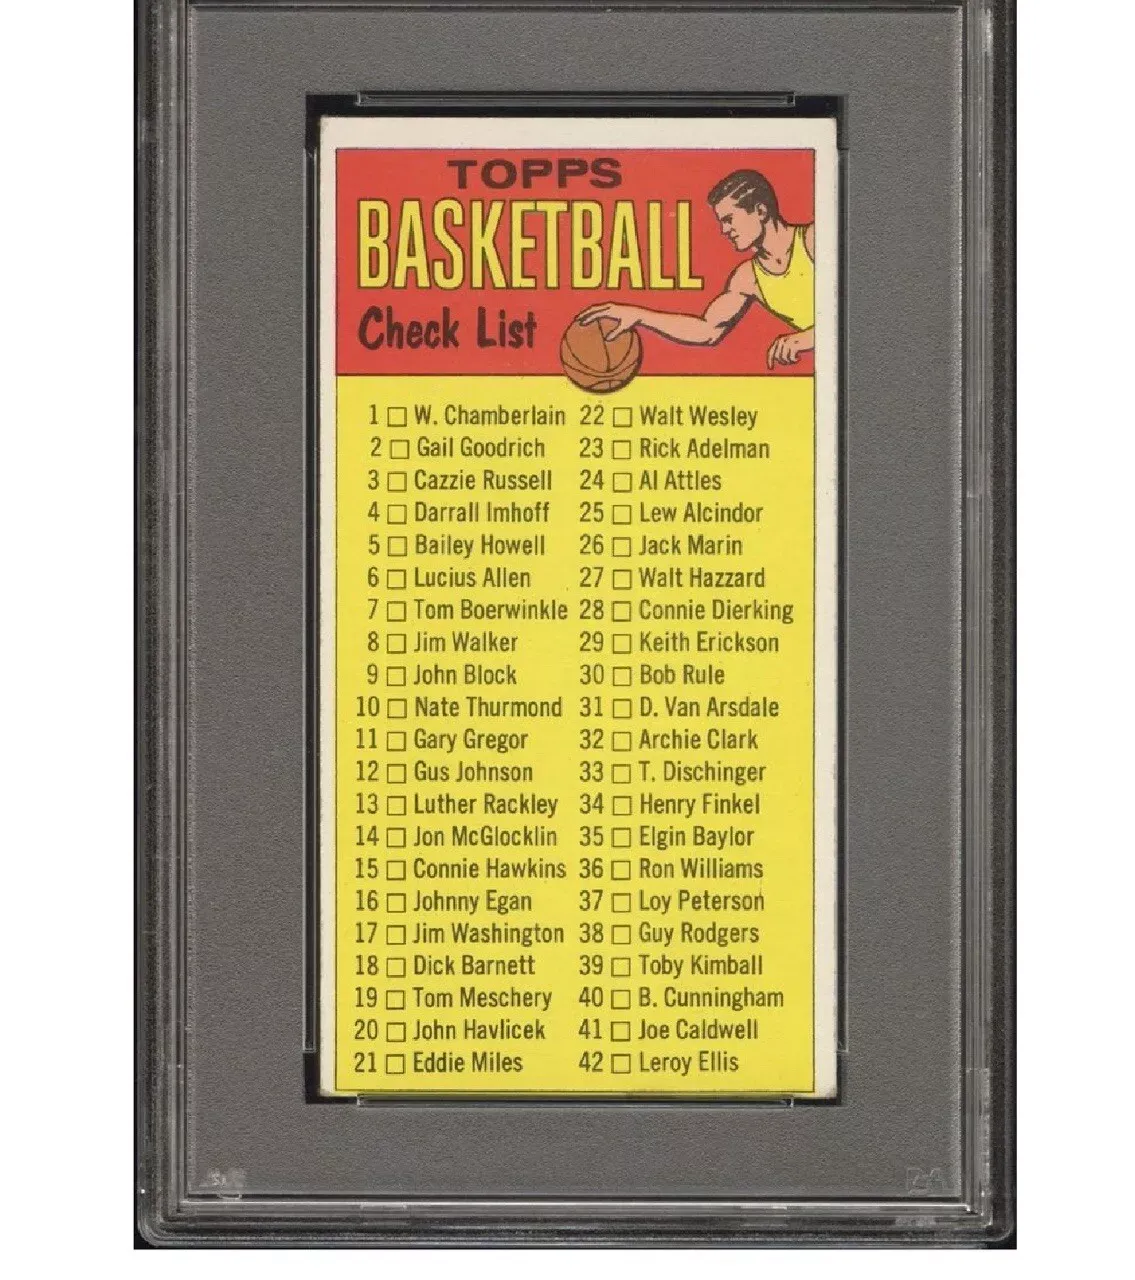 TOPPS
BASKETBALL
Check List
1 W. Chamberlain
2 Gail Goodrich
3 Cazzie Russell
4 Darrall Imhoff
5 Bailey Howell
6 Lucius Allen
7 Tom Boerwinkle
8 Jim Walker
9 John Block
10 Nate Thurmond
11 Gary Gregor
12 Gus Johnson
13 Luther Rackley
14 Jon McGlocklin
15 Connie Hawkins
16 Johnny Egan
17 Jim Washington
18 Dick Barnett
19 Tom Meschery
20 John Havlicek
21 Eddie Miles
22 Walt Wesley
23 Rick Adelman
24 Al Attles
25 Lew Alcindor
26 Jack Marin
27 Walt Hazzard
28 Connie Dierking
29 Keith Erickson
30 Bob Rule
31 D. Van Arsdale
32 Archie Clark
33 T. Dischinger
34 Henry Finkel
35 Elgin Baylor
36 Ron Williams
37 Loy Peterson
38 Guy Rodgers
39 Toby Kimball
40 B. Cunningham
41 Joe Caldwell
42 Leroy Ellis